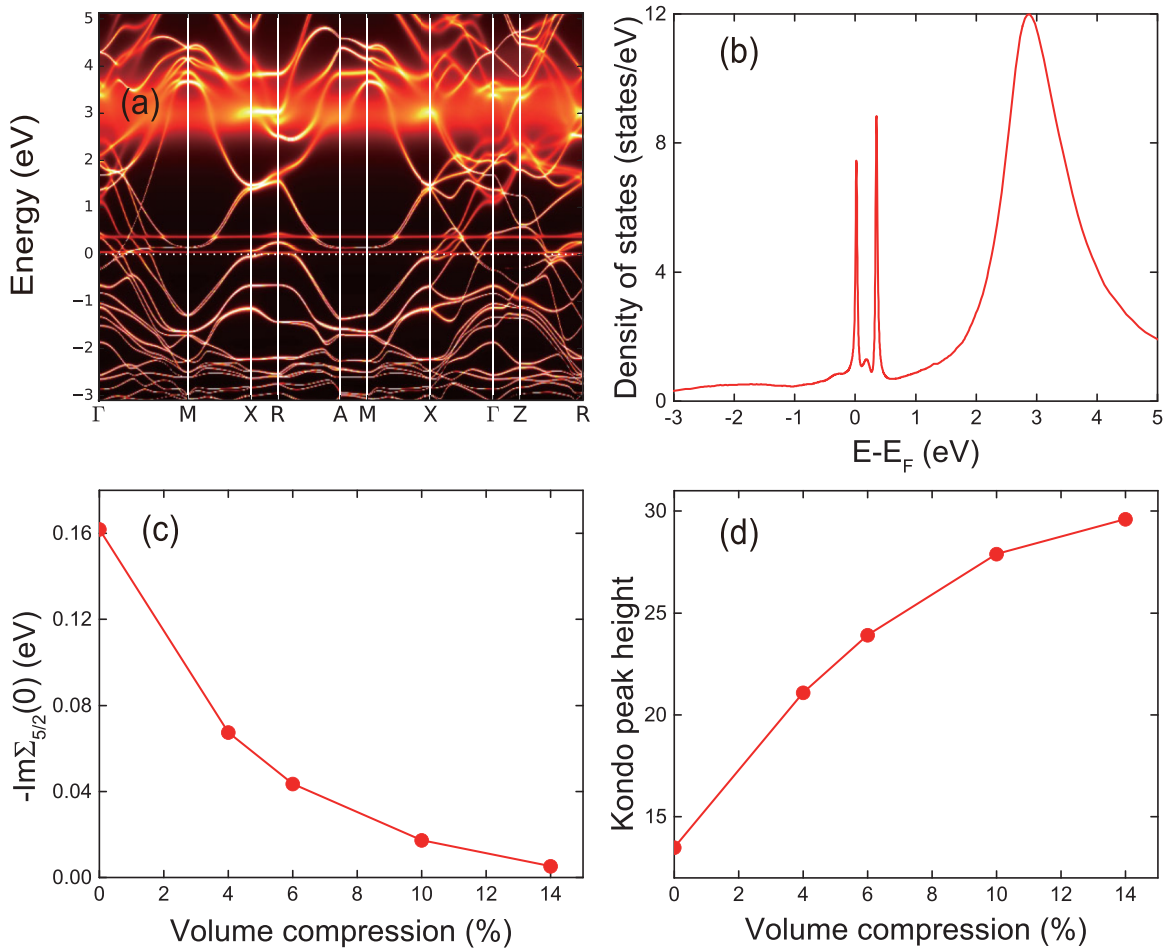 (a)
Energy (eV)
5
4
3
2
1
0
−1
−2
−3
Γ M X R A M X Γ Z R
(b)
Density of states (states/eV)
12
8
4
0
-3 -2 -1 0 1 2 3 4 5
E-E_F (eV)
(c)
-ImΣ_5/2(0) (eV)
0.16
0.12
0.08
0.04
0.00
0 2 4 6 8 10 12 14
Volume compression (%)
(d)
Kondo peak height
30
25
20
15
0 2 4 6 8 10 12 14
Volume compression (%)